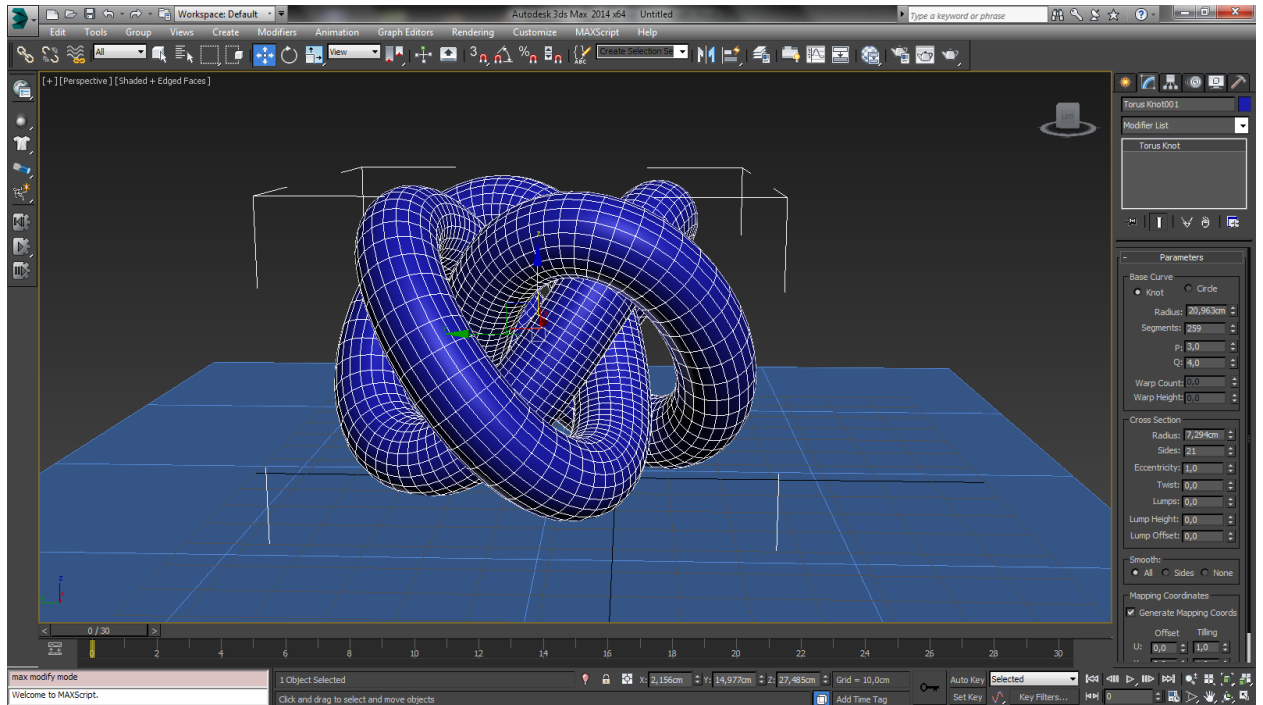 Workspace: Default
Autodesk 3ds Max 2014 x64 Untitled
Type a keyword or phrase
Edit Tools Group Views Create Modifiers Animation Graph Editors Rendering Customize MAXScript Help
All
View
3
%
Create Selection Se
ABC
[+] [Perspective ] [Shaded + Edged Faces ]
LEFT
Torus Knot001
Modifier List
Torus Knot
- Parameters
Base Curve
Knot Circle
Radius: 20,963cm
Segments: 259
P: 3,0
Q: 4,0
Warp Count: 0,0
Warp Height: 0,0
Cross Section
Radius: 7,294cm
Sides: 21
Eccentricity: 1,0
Twist: 0,0
Lumps: 0,0
Lump Height: 0,0
Lump Offset: 0,0
Smooth:
All Sides None
Mapping Coordinates
Generate Mapping Coords
Offset Tiling
U: 0,0 1,0
z
< 0 / 30 >
0 2 4 6 8 10 12 14 16 18 20 22 24 26 28 30
max modify mode
Welcome to MAXScript.
1 Object Selected
X: 2,156cm Y: 14,977cm Z: 27,485cm
Grid = 10,0cm
Click and drag to select and move objects
Add Time Tag
Auto Key Selected
Set Key Key Filters...
0